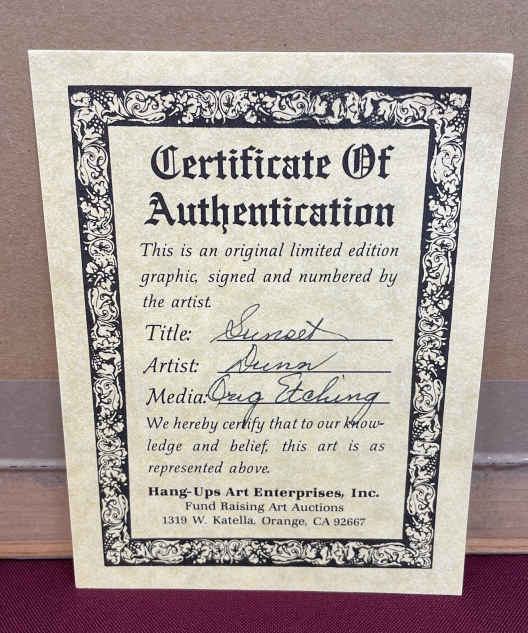 Certificate Of
Authentication
This is an original limited edition
graphic, signed and numbered by
the artist.
Title: Sunset
Artist: Dunn
Media: Orig Etching
We hereby certify that to our know-
ledge and belief, this art is as
represented above.
Hang-Ups Art Enterprises, Inc.
Fund Raising Art Auctions
1319 W. Katella, Orange, CA 92667